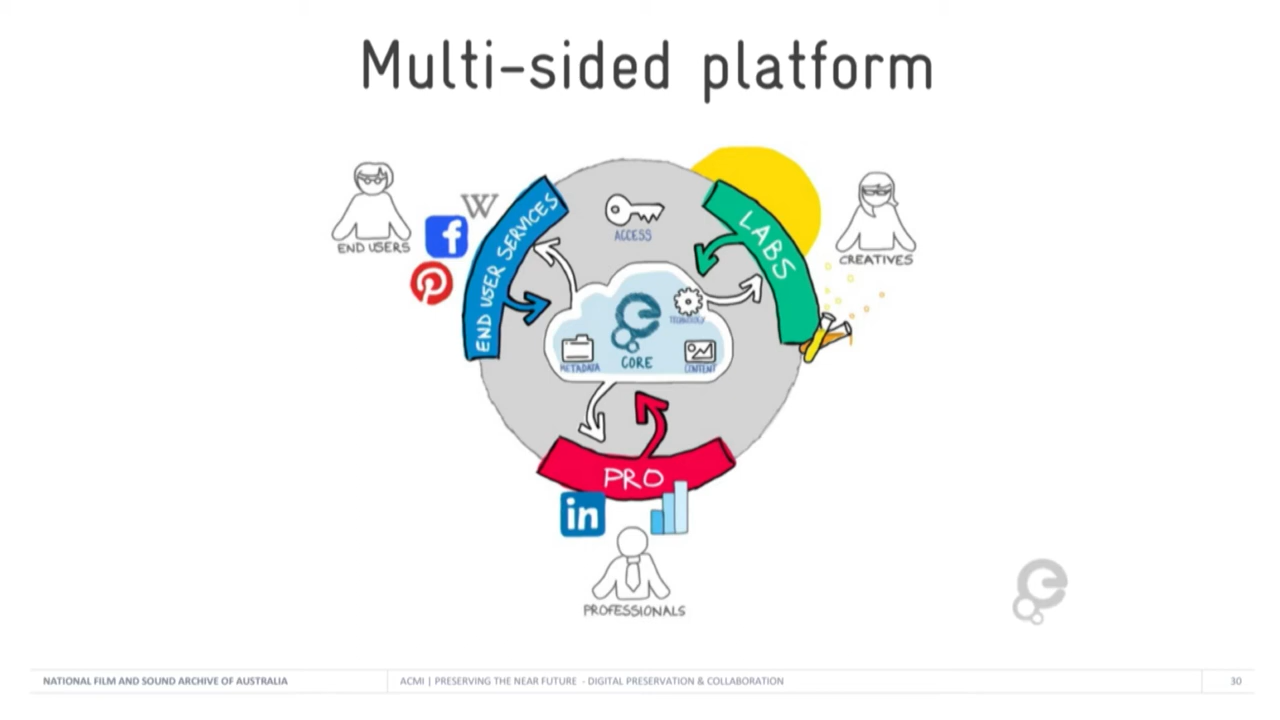 Multi-sided platform
END USERS
W
f
END USER SERVICES
ACCESS
LABS
CREATIVES
TECHNOLOGY
METADATA
CORE
CONTENT
PRO
in
PROFESSIONALS
NATIONAL FILM AND SOUND ARCHIVE OF AUSTRALIA
ACMI | PRESERVING THE NEAR FUTURE - DIGITAL PRESERVATION & COLLABORATION
30